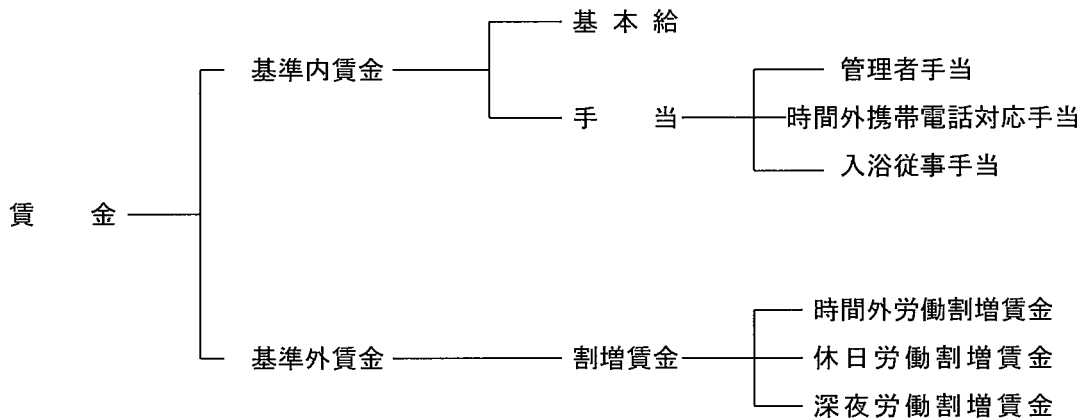 基本給
基準内賃金
管理者手当
手当
時間外携帯電話対応手当
入浴従事手当
賃金
時間外労働割増賃金
基準外賃金
割増賃金
休日労働割増賃金
深夜労働割増賃金